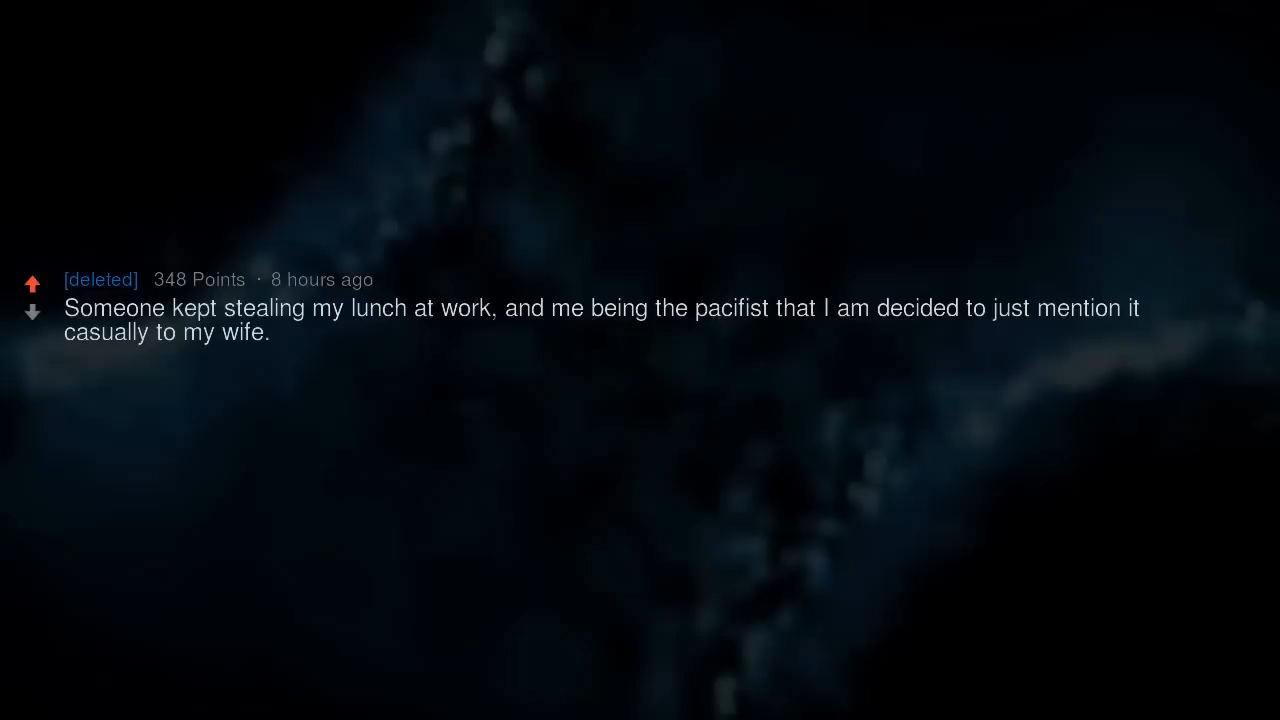 [deleted] 348 Points · 8 hours ago
Someone kept stealing my lunch at work, and me being the pacifist that I am decided to just mention it
casually to my wife.